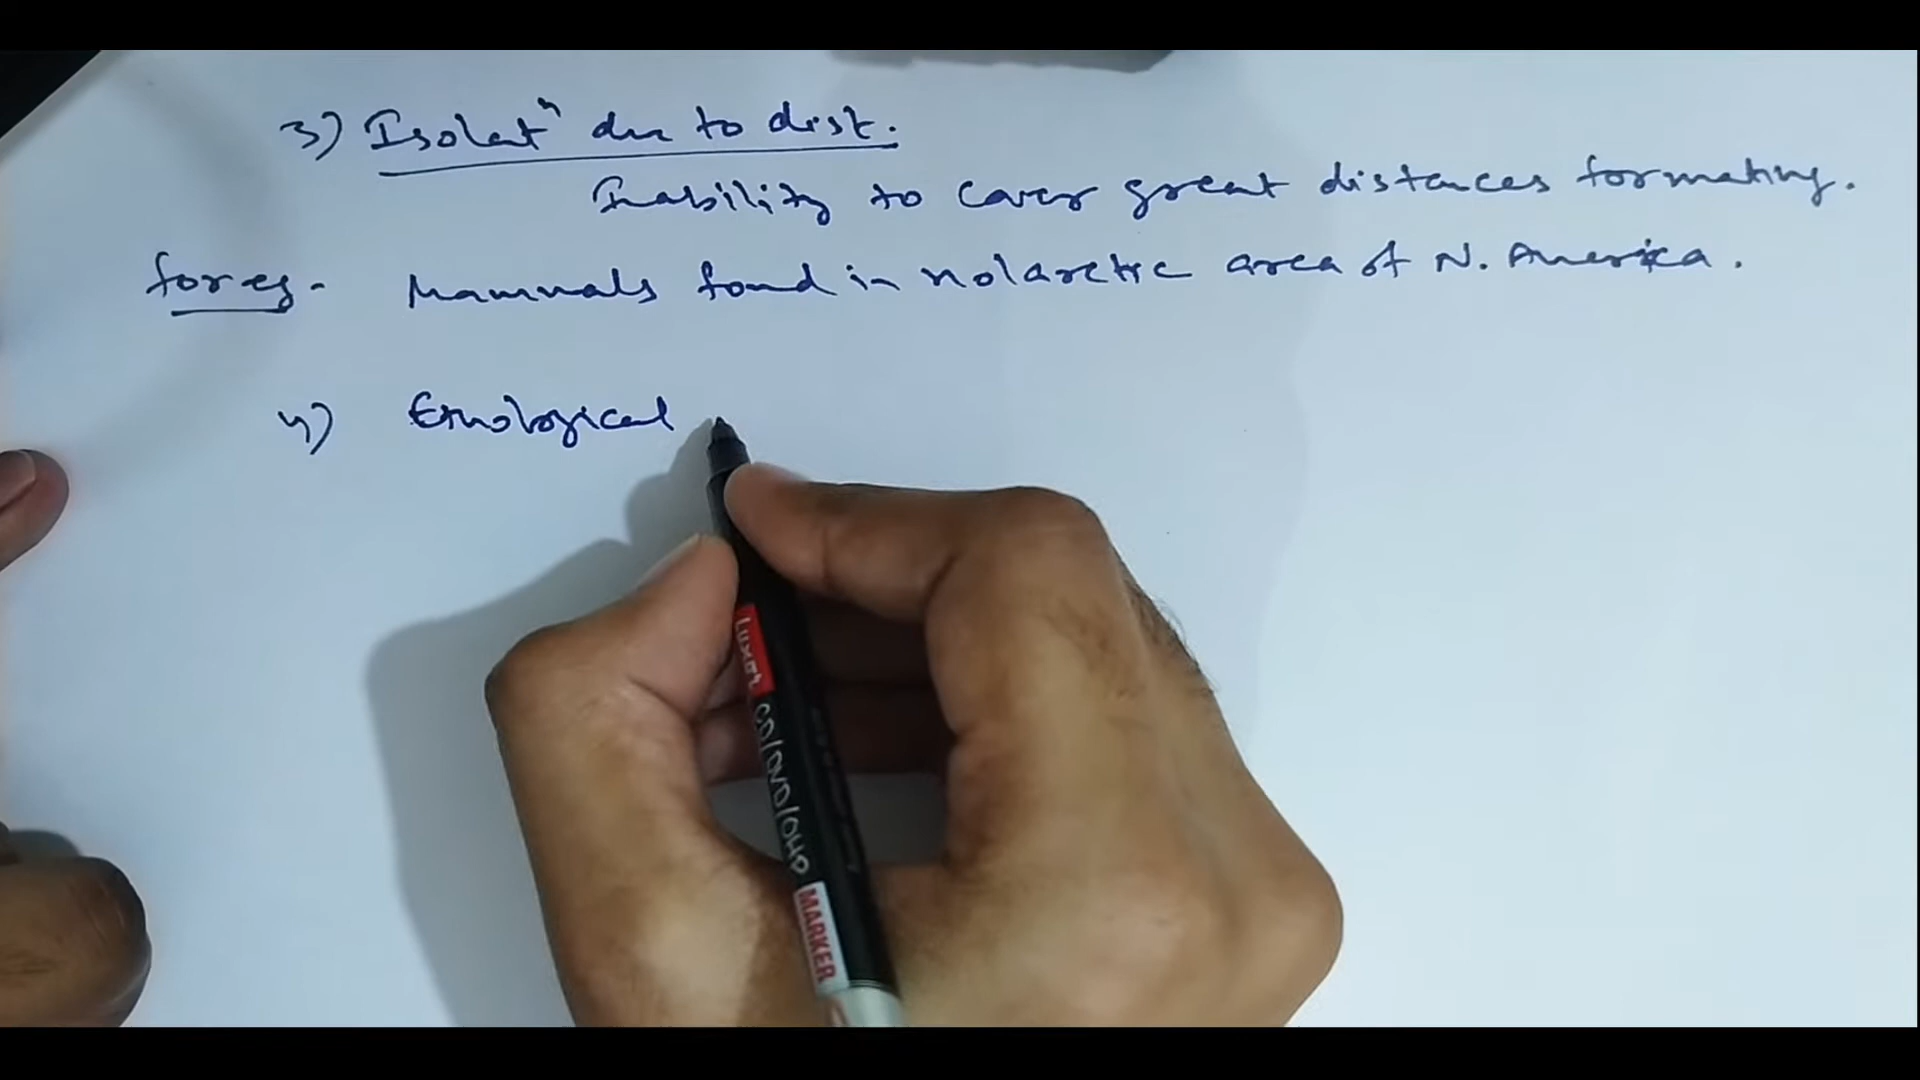 3) Isolatⁿ due to dist.
Inability to cover great distances for mating.
for eg. Mammals found in holarctic area of N. America.
4) Ethological
Luxor CD/DVD/OHP MARKER